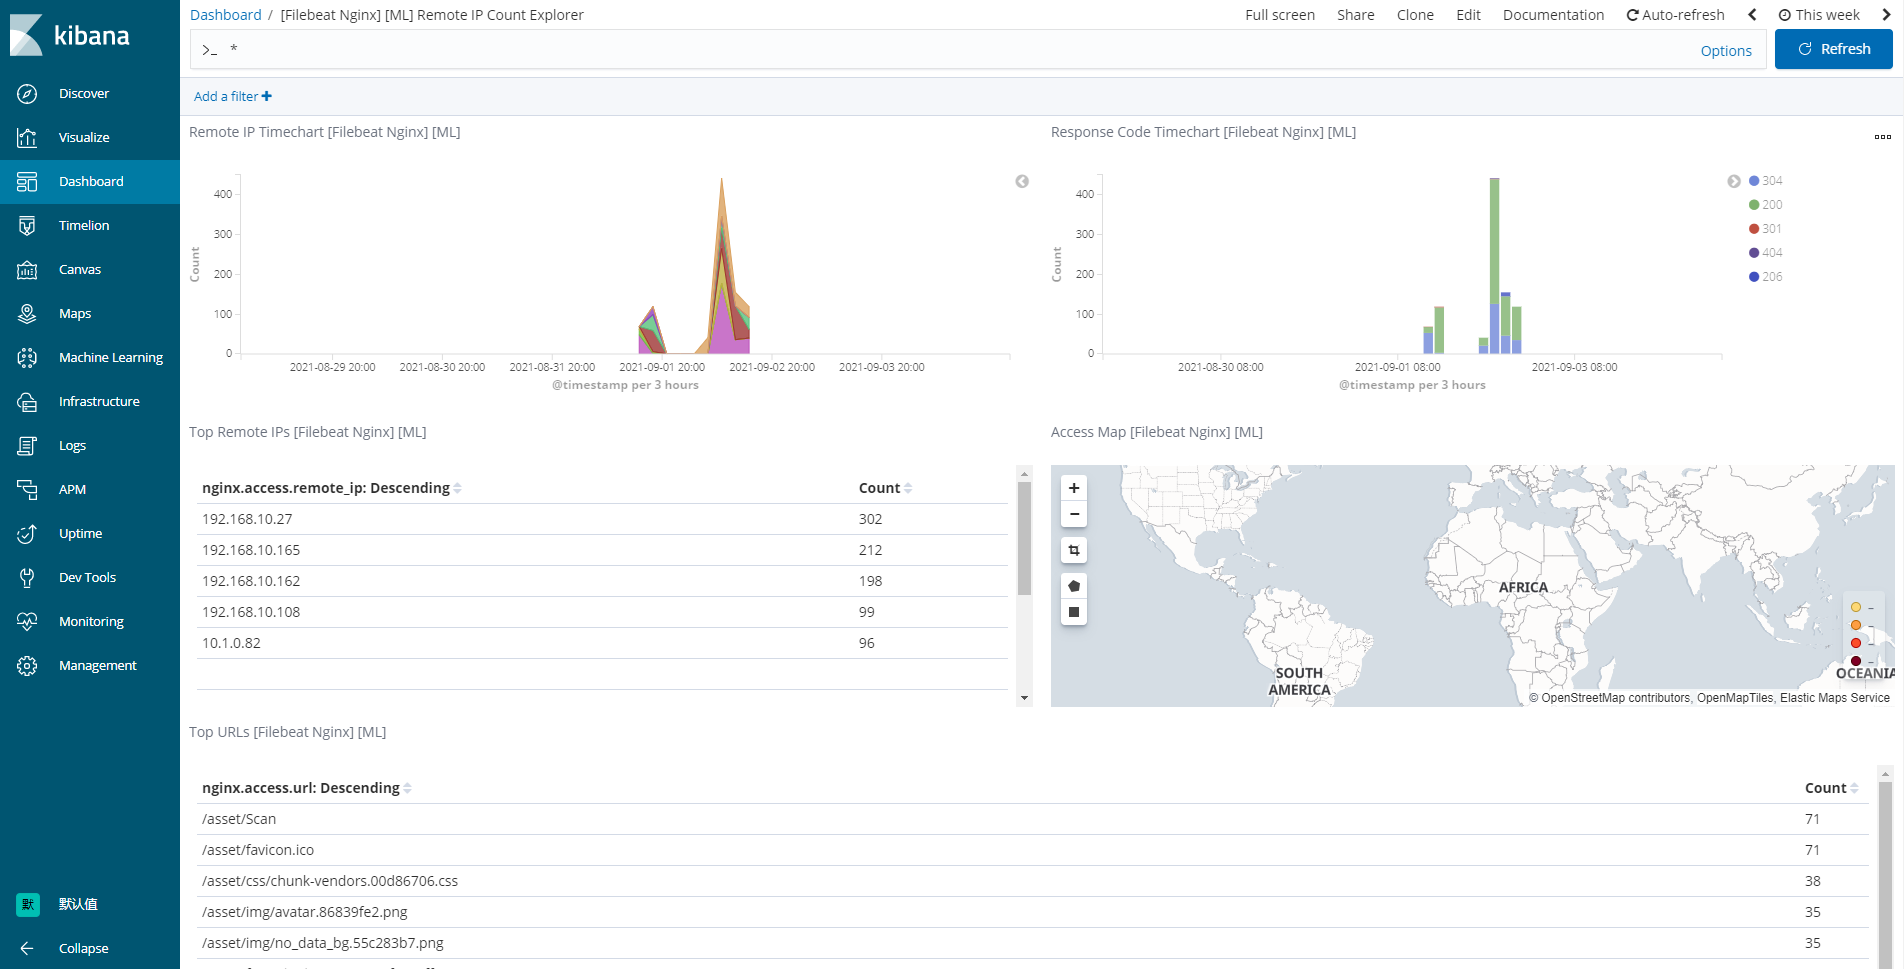 kibana
Discover
Visualize
Dashboard
Timelion
Canvas
Maps
Machine Learning
Infrastructure
Logs
APM
Uptime
Dev Tools
Monitoring
Management
默 默认值
Collapse
Dashboard / [Filebeat Nginx] [ML] Remote IP Count Explorer
Full screen Share Clone Edit Documentation Auto-refresh This week
>_ *
Options
Refresh
Add a filter
Remote IP Timechart [Filebeat Nginx] [ML]
400
300
200
100
0
Count
2021-08-29 20:00 2021-08-30 20:00 2021-08-31 20:00 2021-09-01 20:00 2021-09-02 20:00 2021-09-03 20:00
@timestamp per 3 hours
Response Code Timechart [Filebeat Nginx] [ML]
400
300
200
100
0
Count
2021-08-30 08:00 2021-09-01 08:00 2021-09-03 08:00
@timestamp per 3 hours
304
200
301
404
206
Top Remote IPs [Filebeat Nginx] [ML]
nginx.access.remote_ip: Descending Count
192.168.10.27 302
192.168.10.165 212
192.168.10.162 198
192.168.10.108 99
10.1.0.82 96
Access Map [Filebeat Nginx] [ML]
+
−
AFRICA
SOUTH
AMERICA
–
–
–
–
OCEANIA
© OpenStreetMap contributors, OpenMapTiles, Elastic Maps Service
Top URLs [Filebeat Nginx] [ML]
nginx.access.url: Descending Count
/asset/Scan 71
/asset/favicon.ico 71
/asset/css/chunk-vendors.00d86706.css 38
/asset/img/avatar.86839fe2.png 35
/asset/img/no_data_bg.55c283b7.png 35